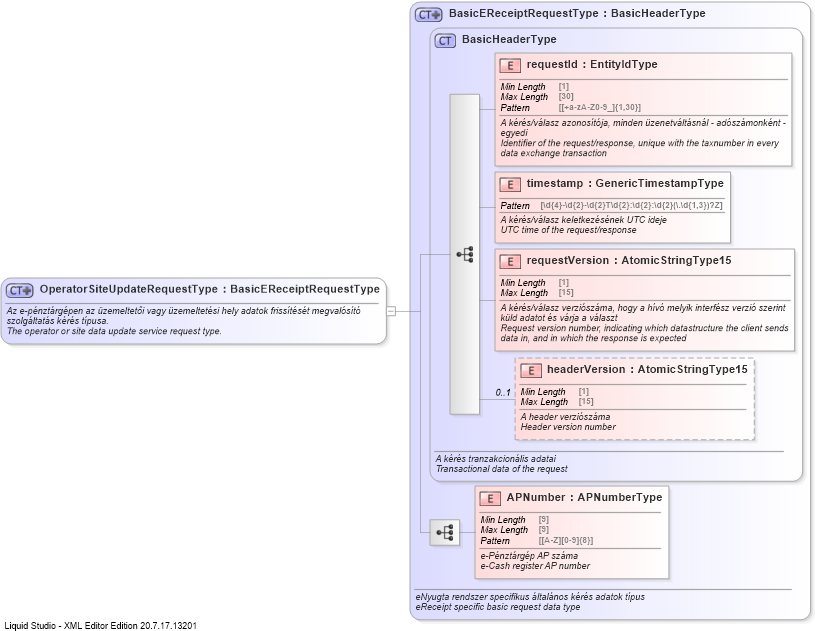 CT+ BasicEReceiptRequestType : BasicHeaderType
CT BasicHeaderType
E requestId : EntityIdType
Min Length [1]
Max Length [30]
Pattern [[+a-zA-Z0-9_]{1,30}]
A kérés/válasz azonosítója, minden üzenetváltásnál - adószámonként -
egyedi
Identifier of the request/response, unique with the taxnumber in every
data exchange transaction
E timestamp : GenericTimestampType
Pattern [\d{4}-\d{2}-\d{2}T\d{2}:\d{2}:\d{2}(\.\d{1,3})?Z]
A kérés/válasz keletkezésének UTC ideje
UTC time of the request/response
E requestVersion : AtomicStringType15
Min Length [1]
Max Length [15]
A kérés/válasz verziószáma, hogy a hívó melyik interfész verzió szerint
küld adatot és várja a választ
Request version number, indicating which datastructure the client sends
data in, and in which the response is expected
CT+ OperatorSiteUpdateRequestType : BasicEReceiptRequestType
Az e-pénztárgépen az üzemeltetői vagy üzemeltetési hely adatok frissítését megvalósító
szolgáltatás kérés típusa.
The operator or site data update service request type.
0..1
E headerVersion : AtomicStringType15
Min Length [1]
Max Length [15]
A header verziószáma
Header version number
A kérés tranzakcionális adatai
Transactional data of the request
E APNumber : APNumberType
Min Length [9]
Max Length [9]
Pattern [[A-Z][0-9]{8}]
e-Pénztárgép AP száma
e-Cash register AP number
eNyugta rendszer specifikus általános kérés adatok típus
eReceipt specific basic request data type
Liquid Studio - XML Editor Edition 20.7.17.13201